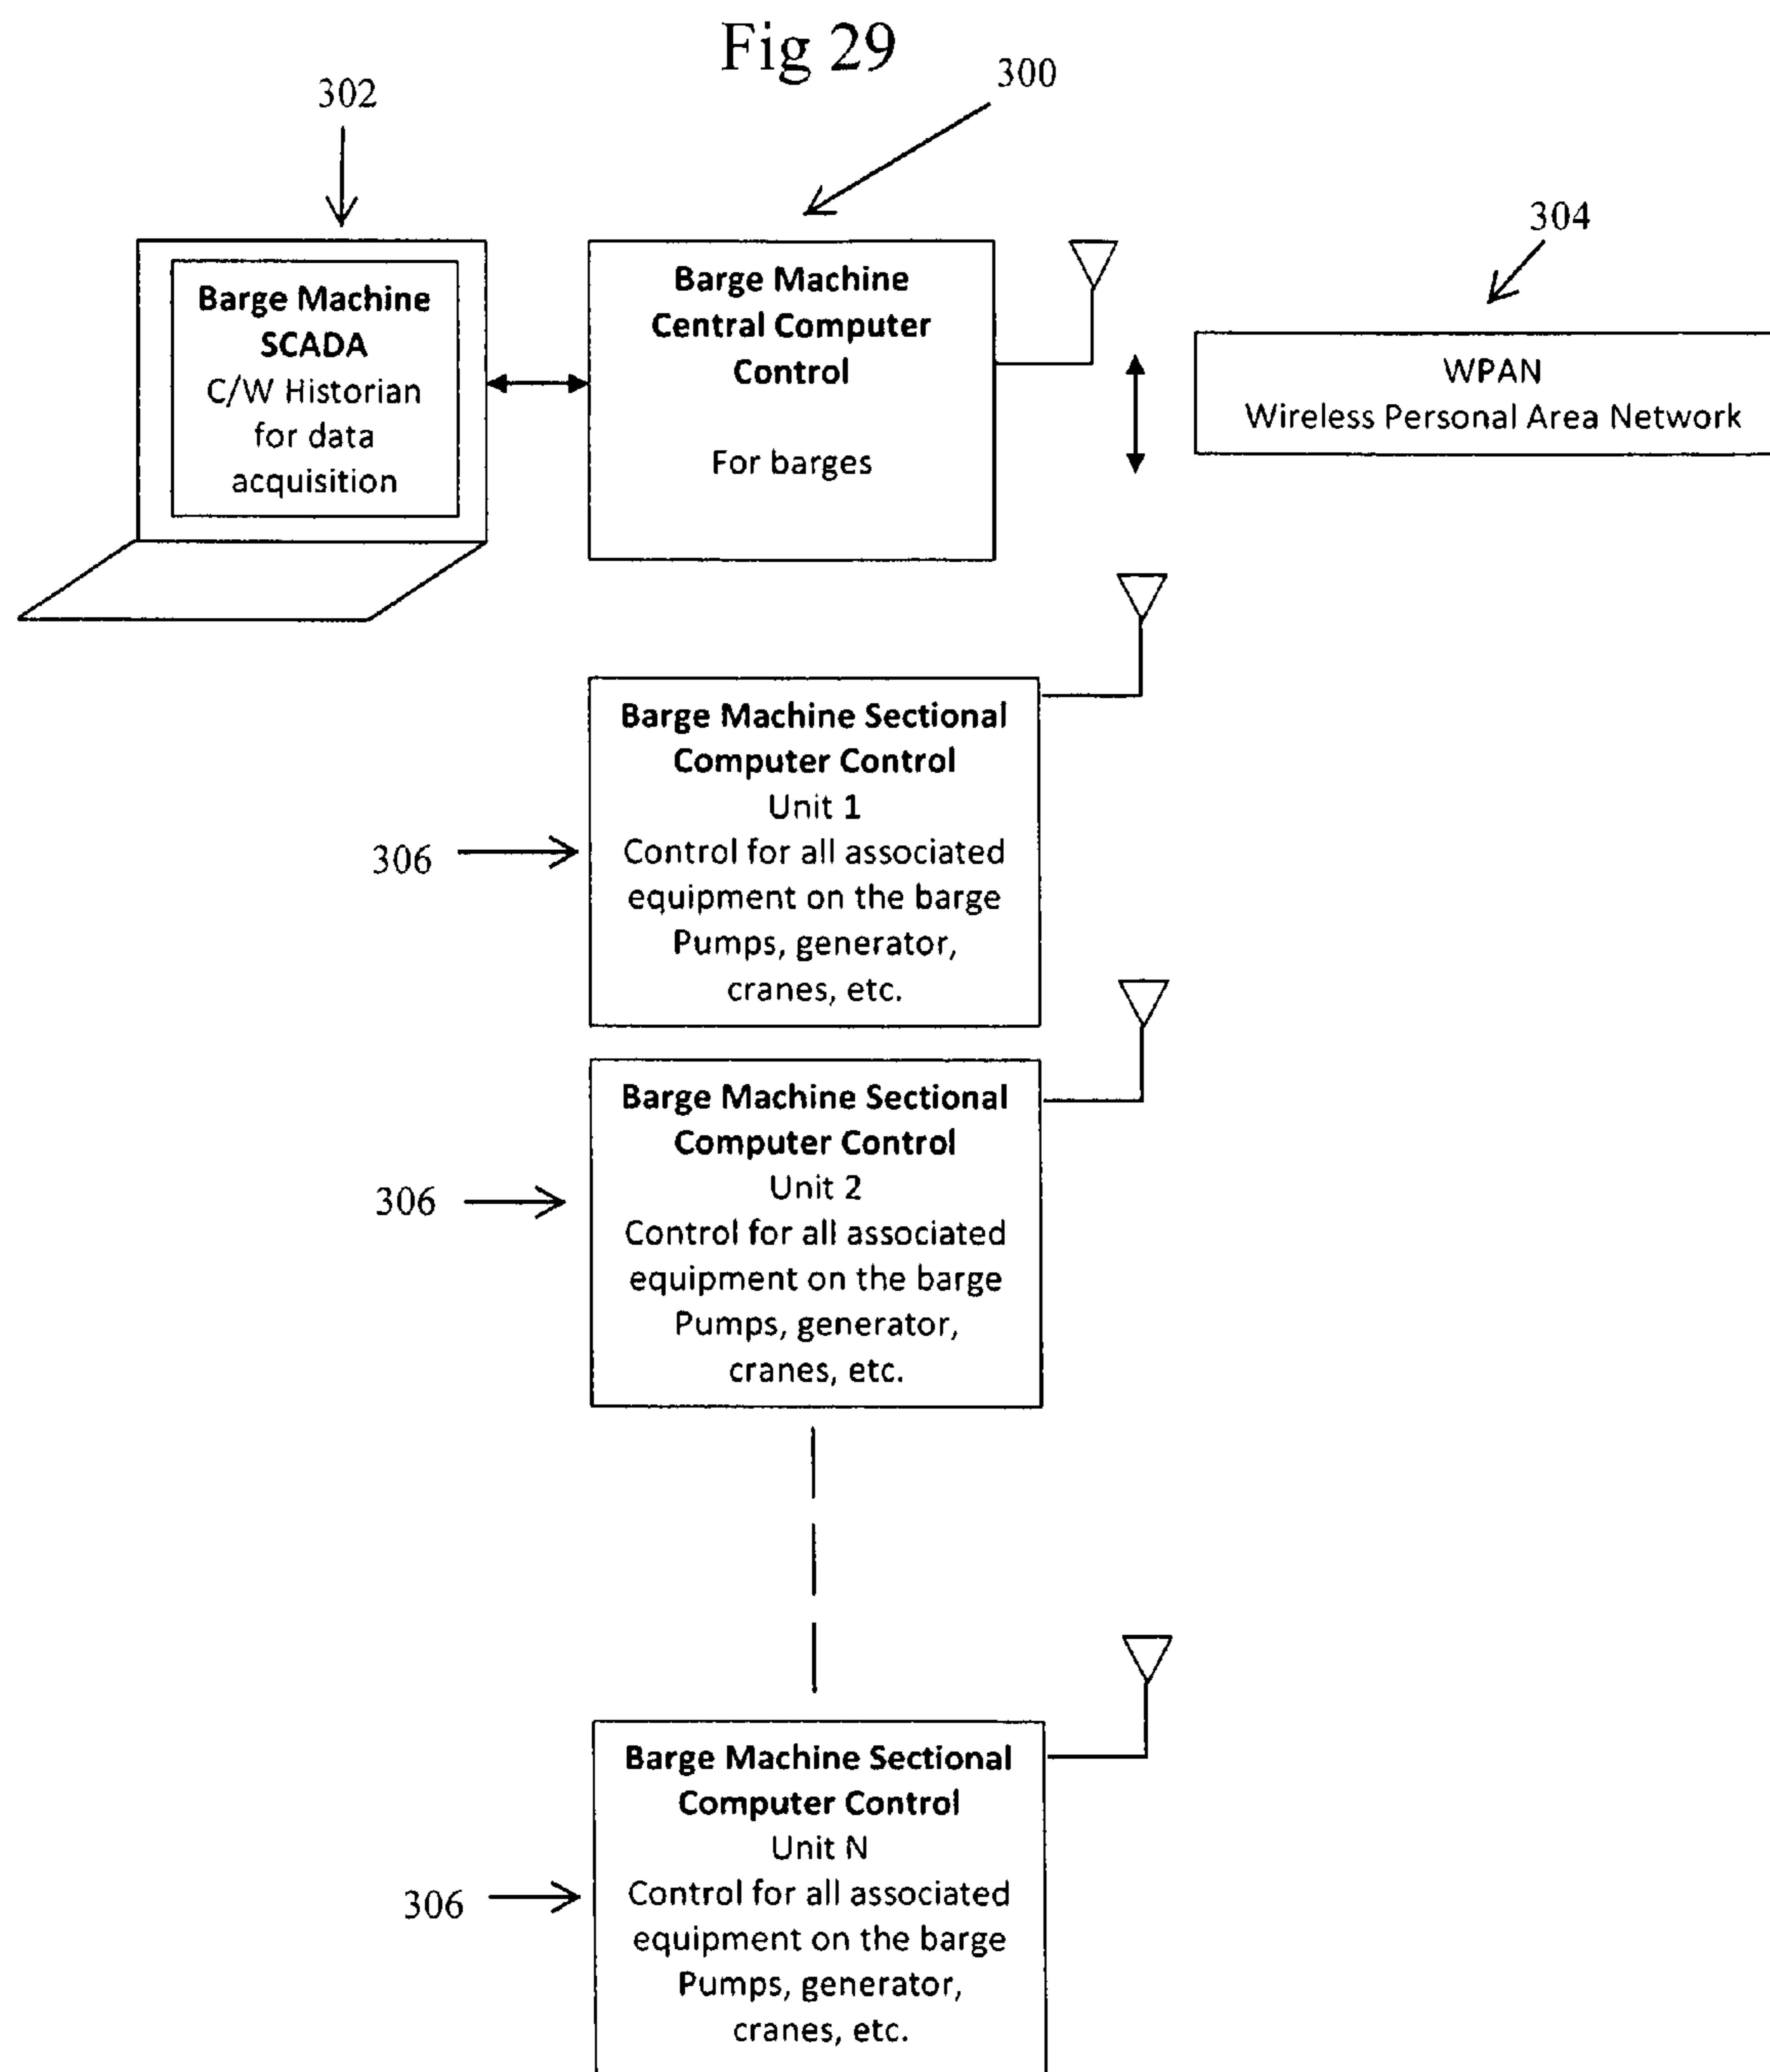 Fig 29
302
300
304
Barge Machine
SCADA
C/W Historian
for data
acquisition
Barge Machine
Central Computer
Control
For barges
WPAN
Wireless Personal Area Network
Barge Machine Sectional
Computer Control
Unit 1
Control for all associated
equipment on the barge
Pumps, generator,
cranes, etc.
306
Barge Machine Sectional
Computer Control
Unit 2
Control for all associated
equipment on the barge
Pumps, generator,
cranes, etc.
306
Barge Machine Sectional
Computer Control
Unit N
Control for all associated
equipment on the barge
Pumps, generator,
cranes, etc.
306